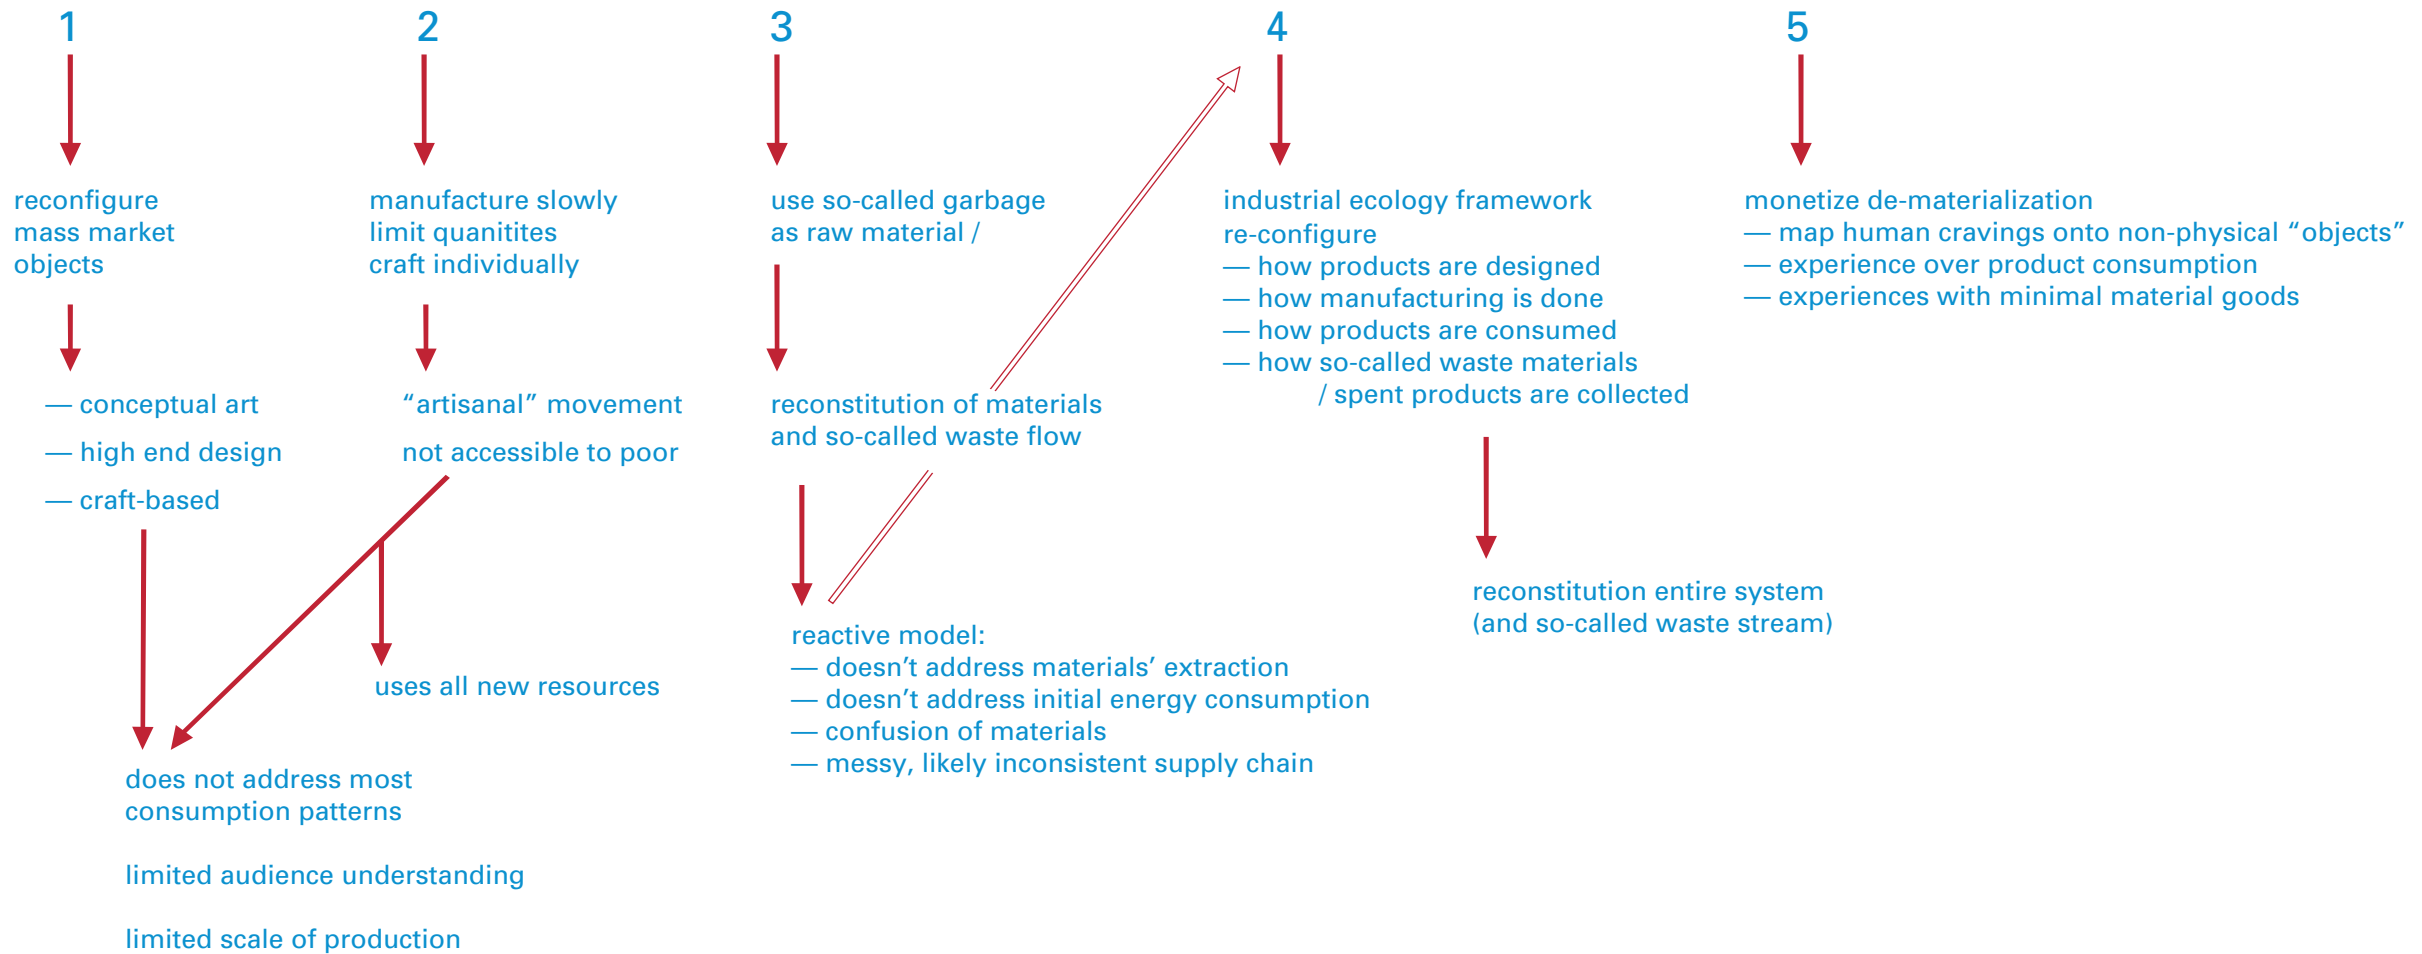 1
reconfigure
mass market
objects
— conceptual art
— high end design
— craft-based
2
manufacture slowly
limit quanitites
craft individually
“artisanal” movement
not accessible to poor
uses all new resources
does not address most
consumption patterns
limited audience understanding
limited scale of production
3
use so-called garbage
as raw material /
reconstitution of materials
and so-called waste flow
reactive model:
— doesn’t address materials’ extraction
— doesn’t address initial energy consumption
— confusion of materials
— messy, likely inconsistent supply chain
4
industrial ecology framework
re-configure
— how products are designed
— how manufacturing is done
— how products are consumed
— how so-called waste materials
/ spent products are collected
reconstitution entire system
(and so-called waste stream)
5
monetize de-materialization
— map human cravings onto non-physical “objects”
— experience over product consumption
— experiences with minimal material goods